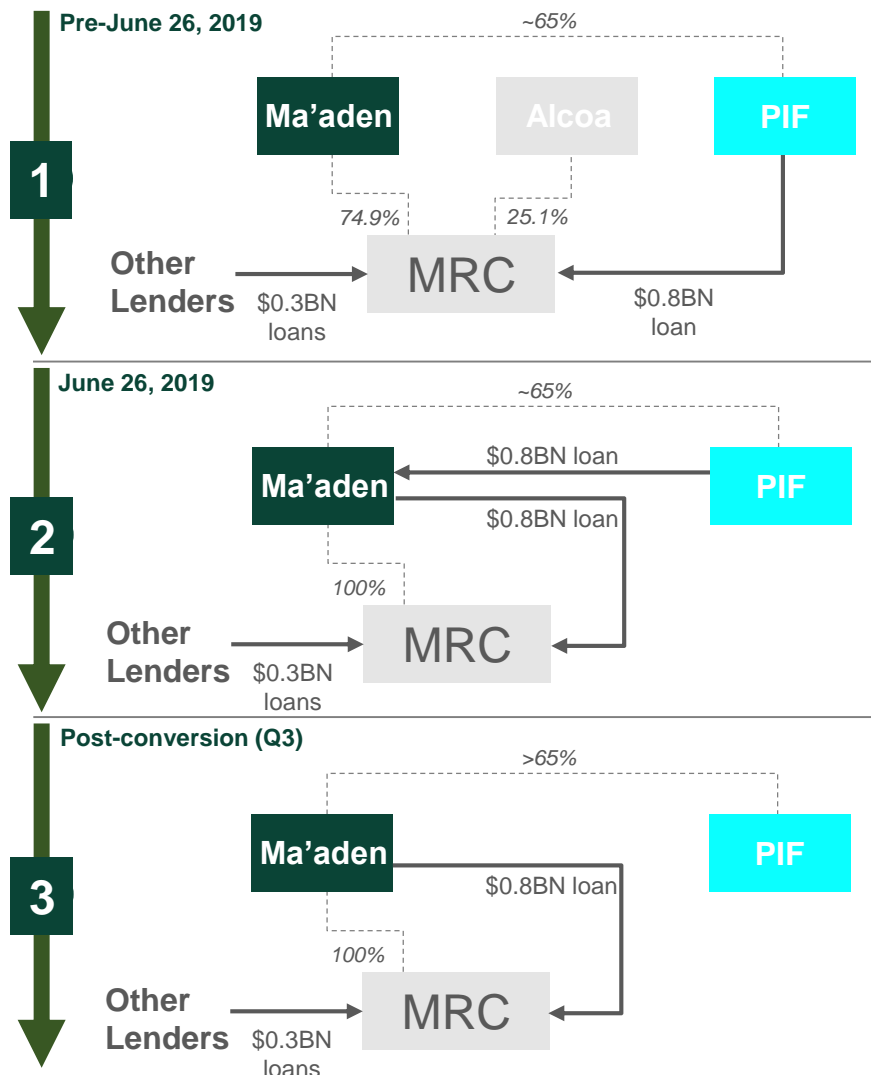 Pre-June 26, 2019
~65%
Ma'aden
Alcoa
PIF
1
74.9%
25.1%
Other
Lenders
MRC
$0.3BN
loans
$0.8BN
loan
June 26, 2019
~65%
$0.8BN loan
Ma'aden
PIF
$0.8BN loan
2
100%
Other
Lenders
MRC
$0.3BN
loans
Post-conversion (Q3)
>65%
Ma'aden
PIF
$0.8BN loan
3
100%
Other
Lenders
MRC
$0.3BN
loans